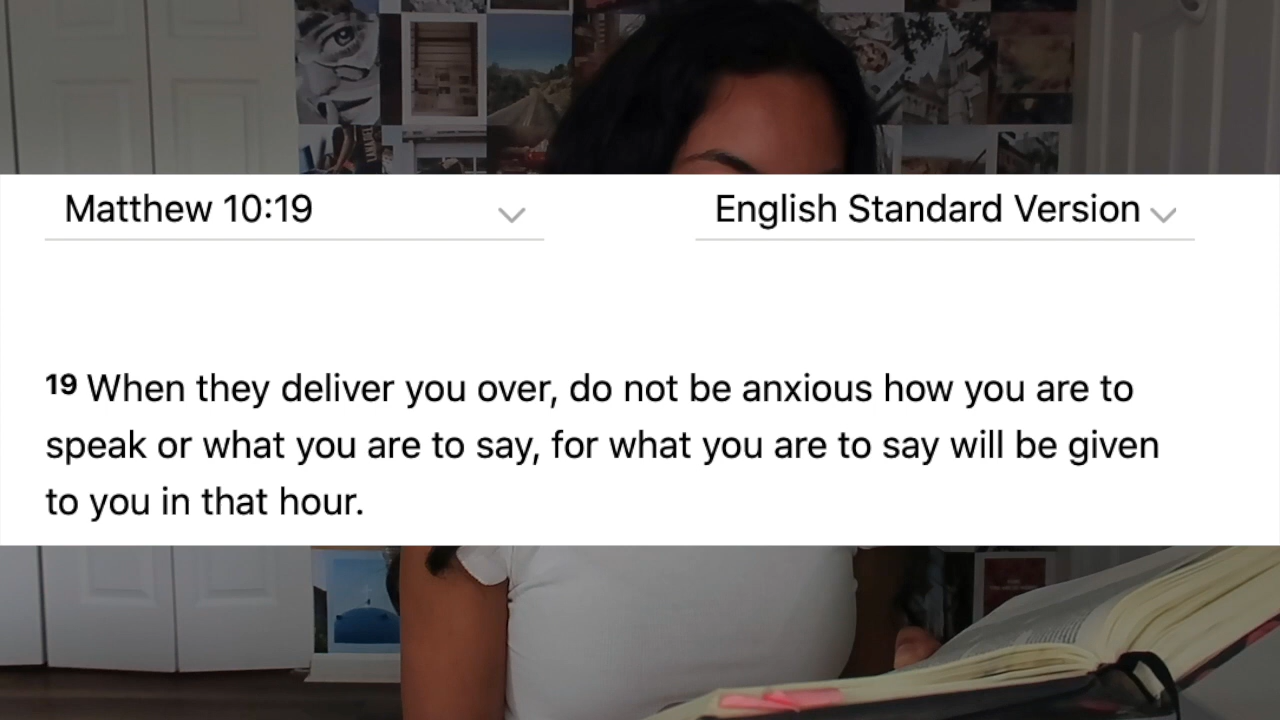 Matthew 10:19
English Standard Version
19 When they deliver you over, do not be anxious how you are to
speak or what you are to say, for what you are to say will be given
to you in that hour.